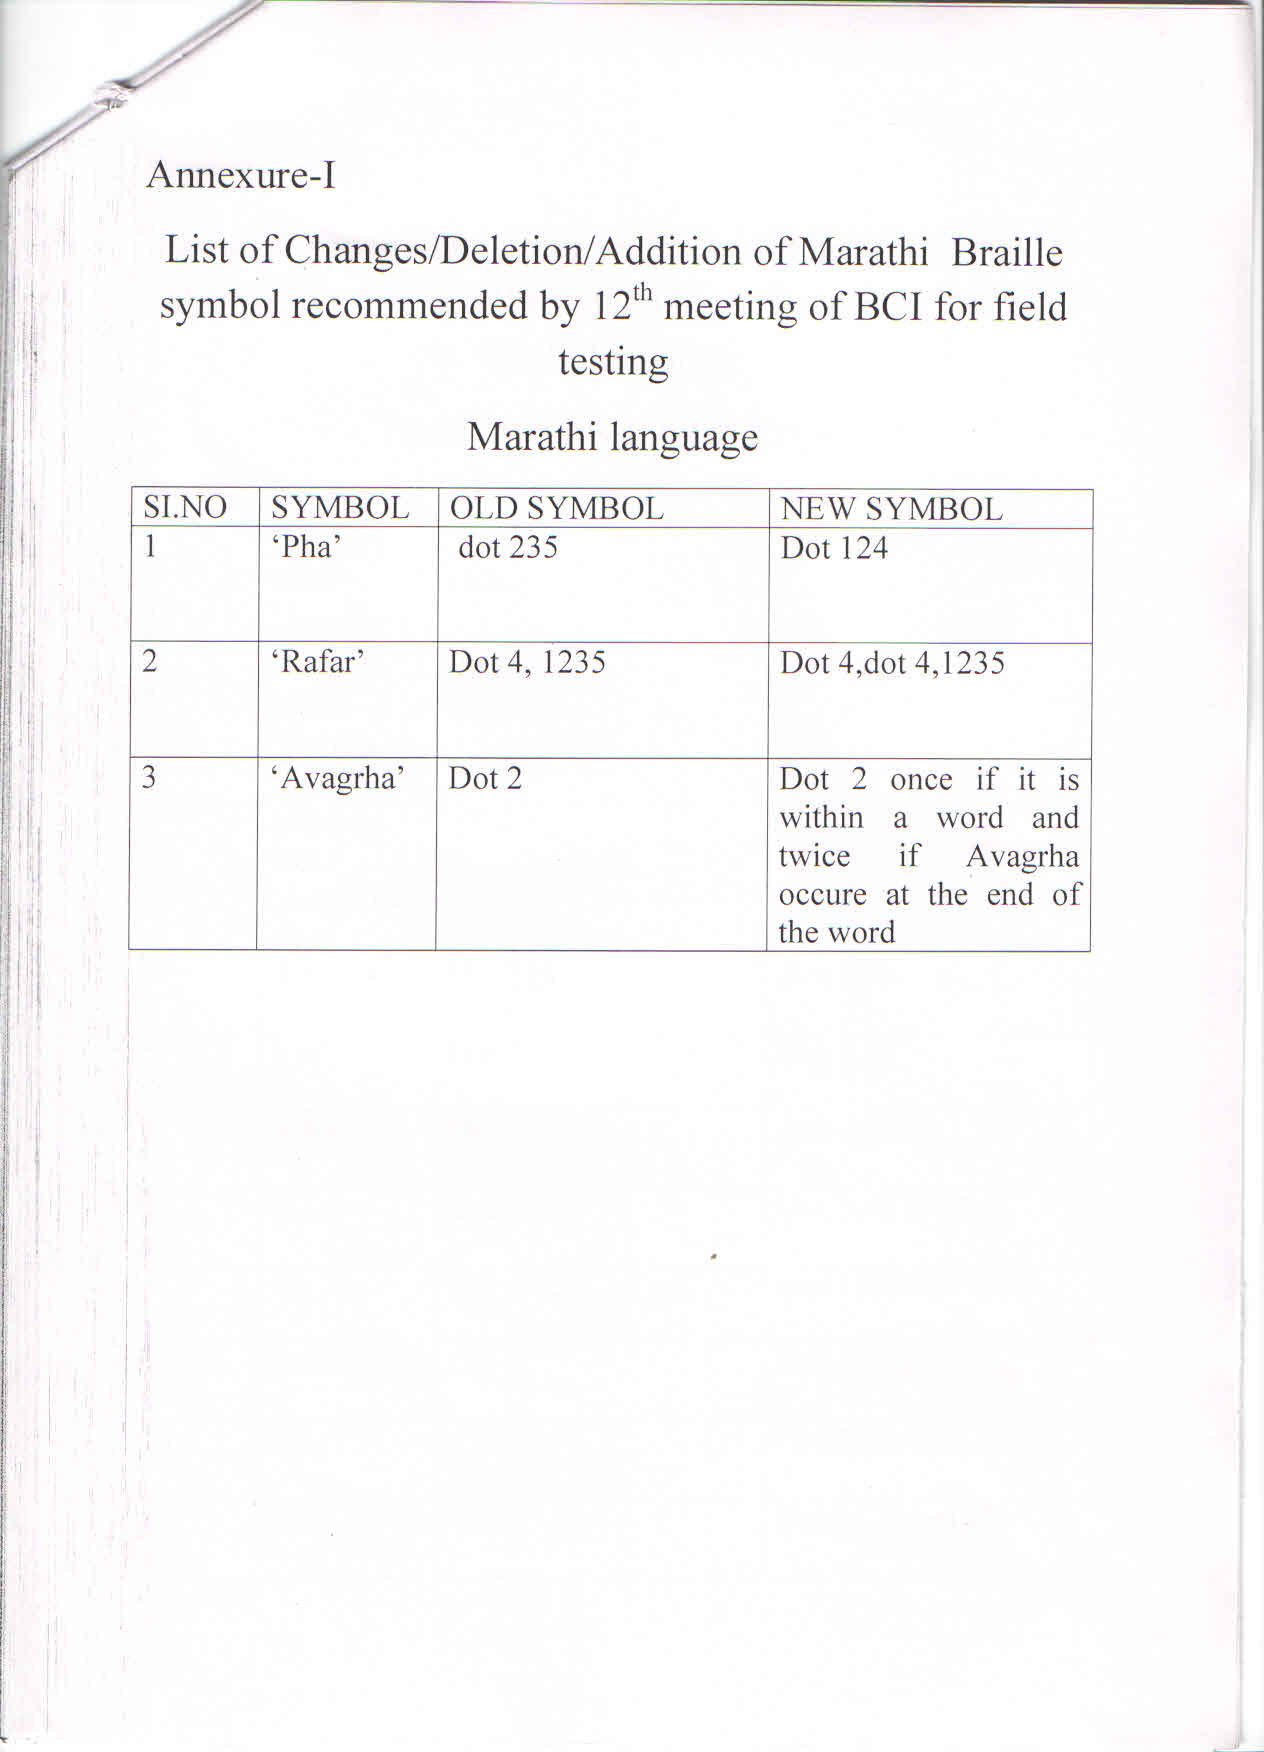 Annexure-I
List of Changes/Deletion/Addition of Marathi Braille
symbol recommended by 12th meeting of BCI for field
testing
Marathi language
SI.NO SYMBOL OLD SYMBOL NEW SYMBOL
1 ‘Pha’ dot 235 Dot 124
2 ‘Rafar’ Dot 4, 1235 Dot 4,dot 4,1235
3 ‘Avagrha’ Dot 2 Dot 2 once if it is
within a word and
twice if Avagrha
occure at the end of
the word